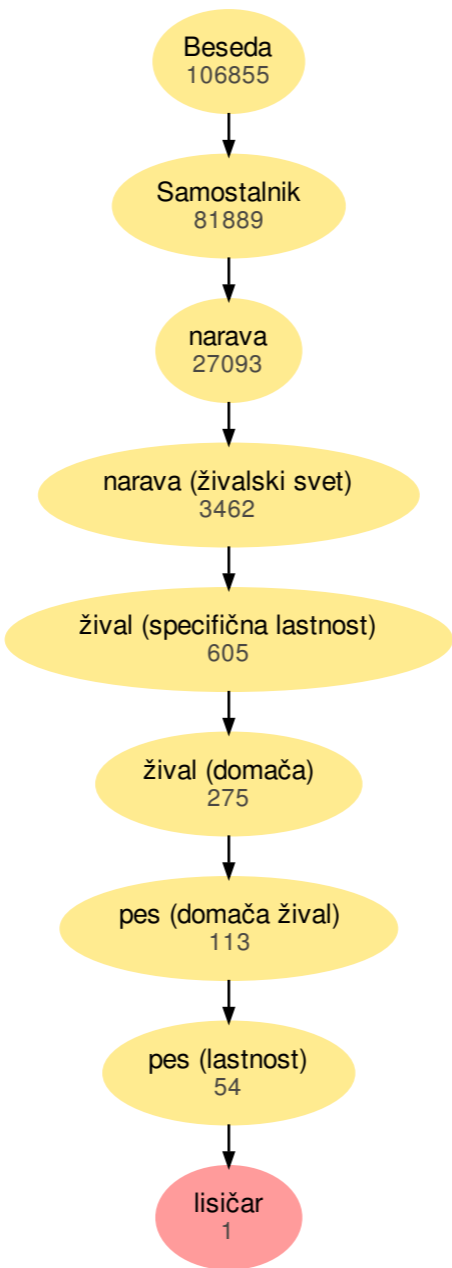 Beseda
106855
Samostalnik
81889
narava
27093
narava (živalski svet)
3462
žival (specifična lastnost)
605
žival (domača)
275
pes (domača žival)
113
pes (lastnost)
54
lisičar
1